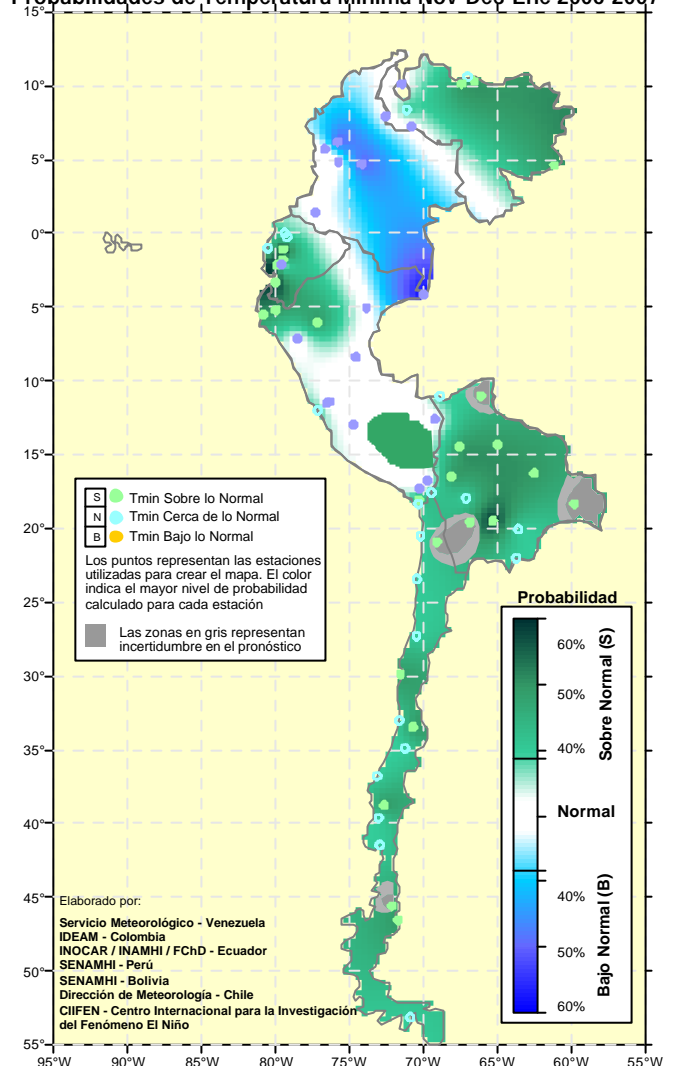 Probabilidades de Temperatura Mínima Nov-Dec-Ene 2006-2007
15°
10°
5°
0°
5°
10°
15°
20°
25°
30°
35°
40°
45°
50°
55°
S Tmin Sobre lo Normal
N Tmin Cerca de lo Normal
B Tmin Bajo lo Normal
Los puntos representan las estaciones
utilizadas para crear el mapa. El color
indica el mayor nivel de probabilidad
calculado para cada estación
Las zonas en gris representan
incertidumbre en el pronóstico
Probabilidad
60%
50%
40%
Sobre Normal (S)
Normal
40%
50%
60%
Bajo Normal (B)
Elaborado por:
Servicio Meteorológico - Venezuela
IDEAM - Colombia
INOCAR / INAMHI / FChD - Ecuador
SENAMHI - Perú
SENAMHI - Bolivia
Dirección de Meteorología - Chile
CIIFEN - Centro Internacional para la Investigación
del Fenómeno El Niño
95°W 90°W 85°W 80°W 75°W 70°W 65°W 60°W 55°W